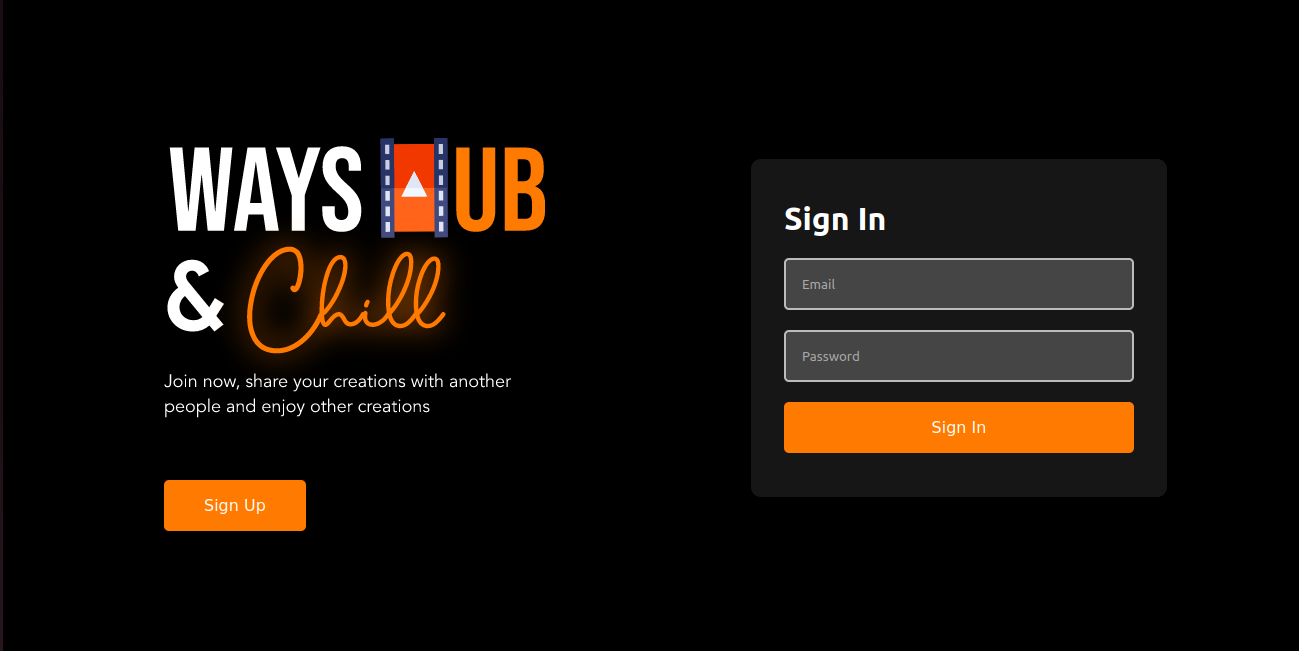 WAYS HUB
& Chill
Join now, share your creations with another
people and enjoy other creations
Sign Up
Sign In
Email
Password
Sign In